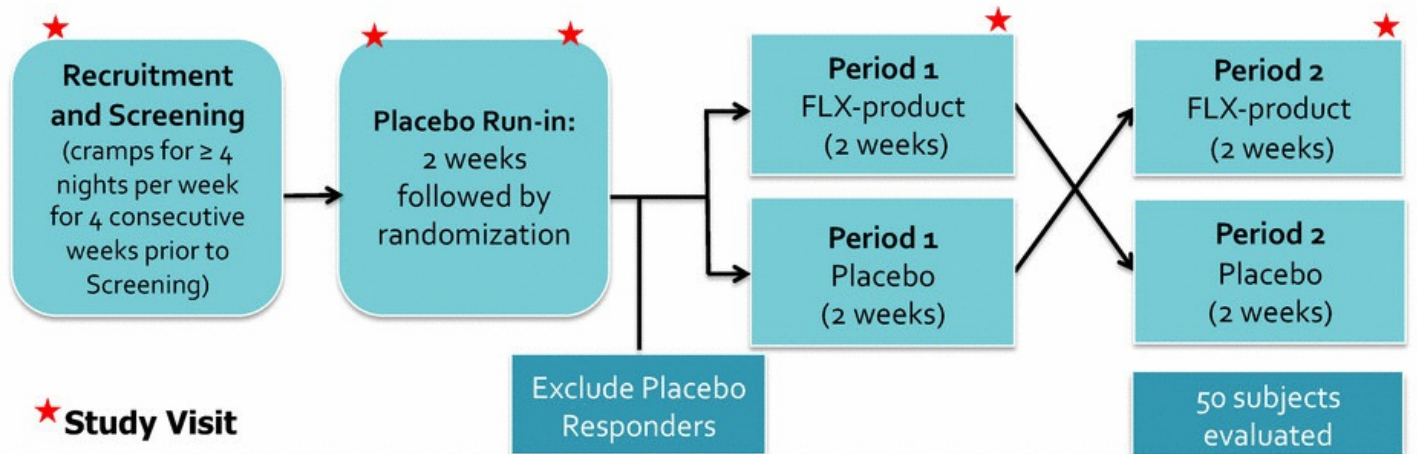 Recruitment
and Screening
(cramps for ≥ 4
nights per week
for 4 consecutive
weeks prior to
Screening)
Placebo Run-in:
2 weeks
followed by
randomization
Exclude Placebo
Responders
Period 1
FLX-product
(2 weeks)
Period 1
Placebo
(2 weeks)
Period 2
FLX-product
(2 weeks)
Period 2
Placebo
(2 weeks)
50 subjects
evaluated
Study Visit